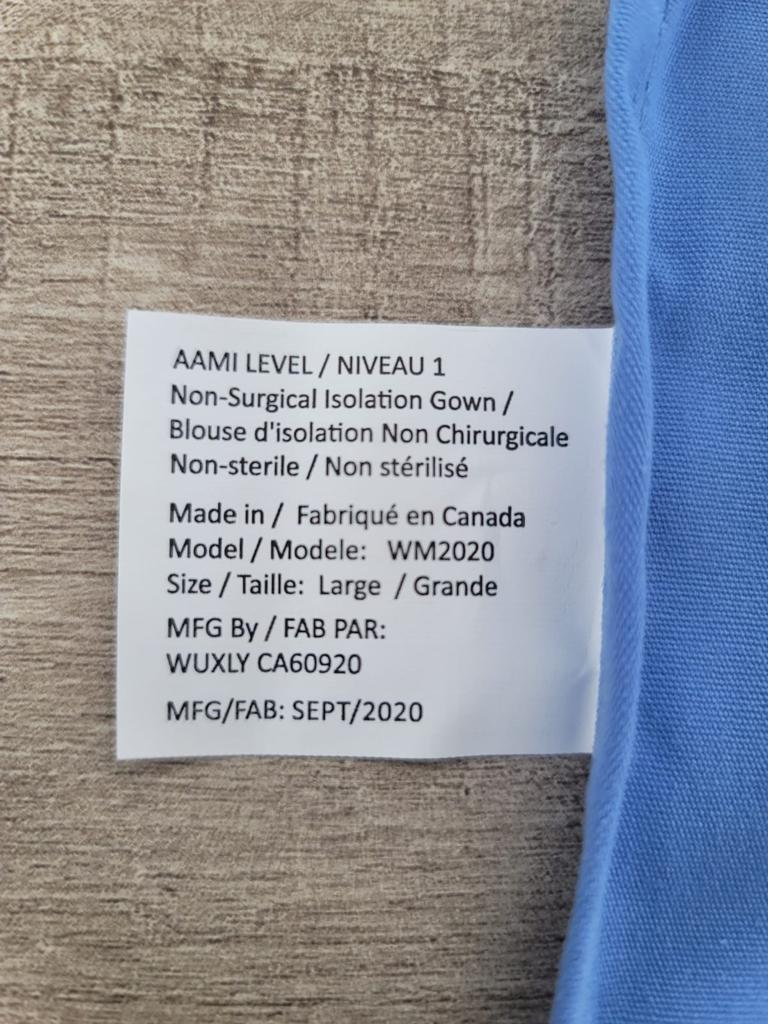 AAMI LEVEL / NIVEAU 1
Non-Surgical Isolation Gown /
Blouse d'isolation Non Chirurgicale
Non-sterile / Non stérilisé
Made in / Fabriqué en Canada
Model / Modele: WM2020
Size / Taille: Large / Grande
MFG By / FAB PAR:
WUXLY CA60920
MFG/FAB: SEPT/2020